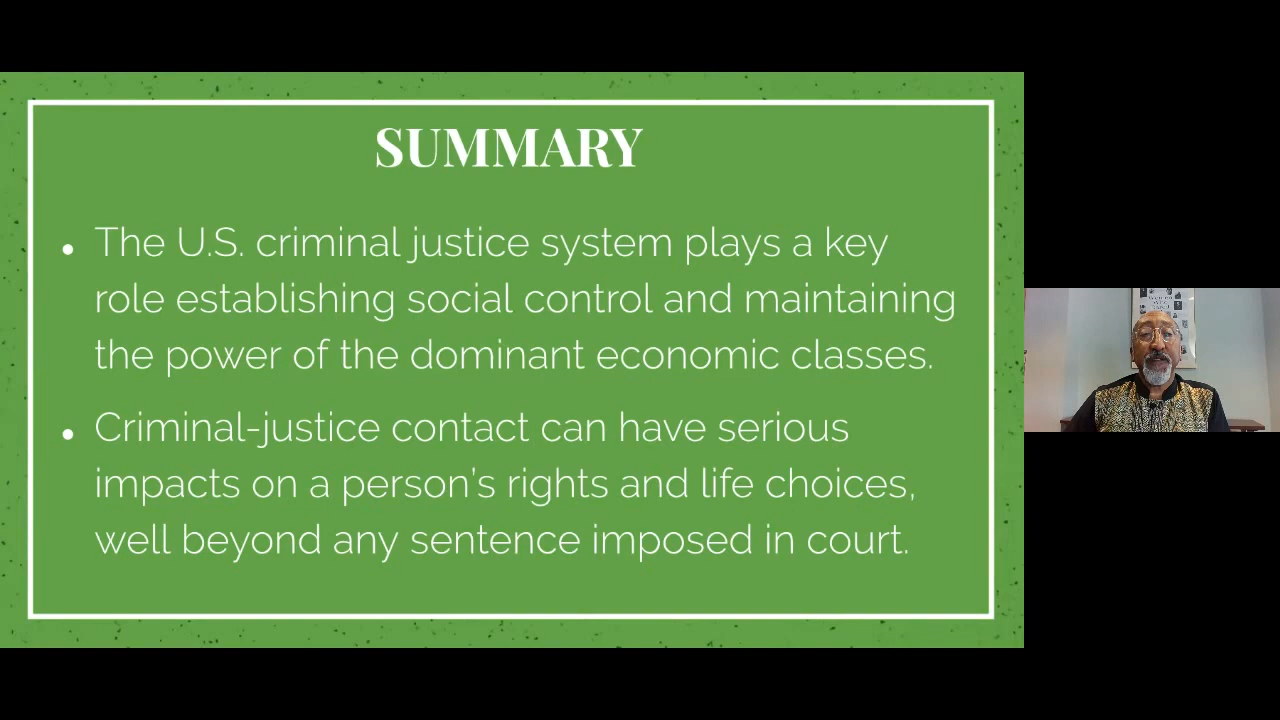 SUMMARY
• The U.S. criminal justice system plays a key
role establishing social control and maintaining
the power of the dominant economic classes.
• Criminal-justice contact can have serious
impacts on a person's rights and life choices,
well beyond any sentence imposed in court.